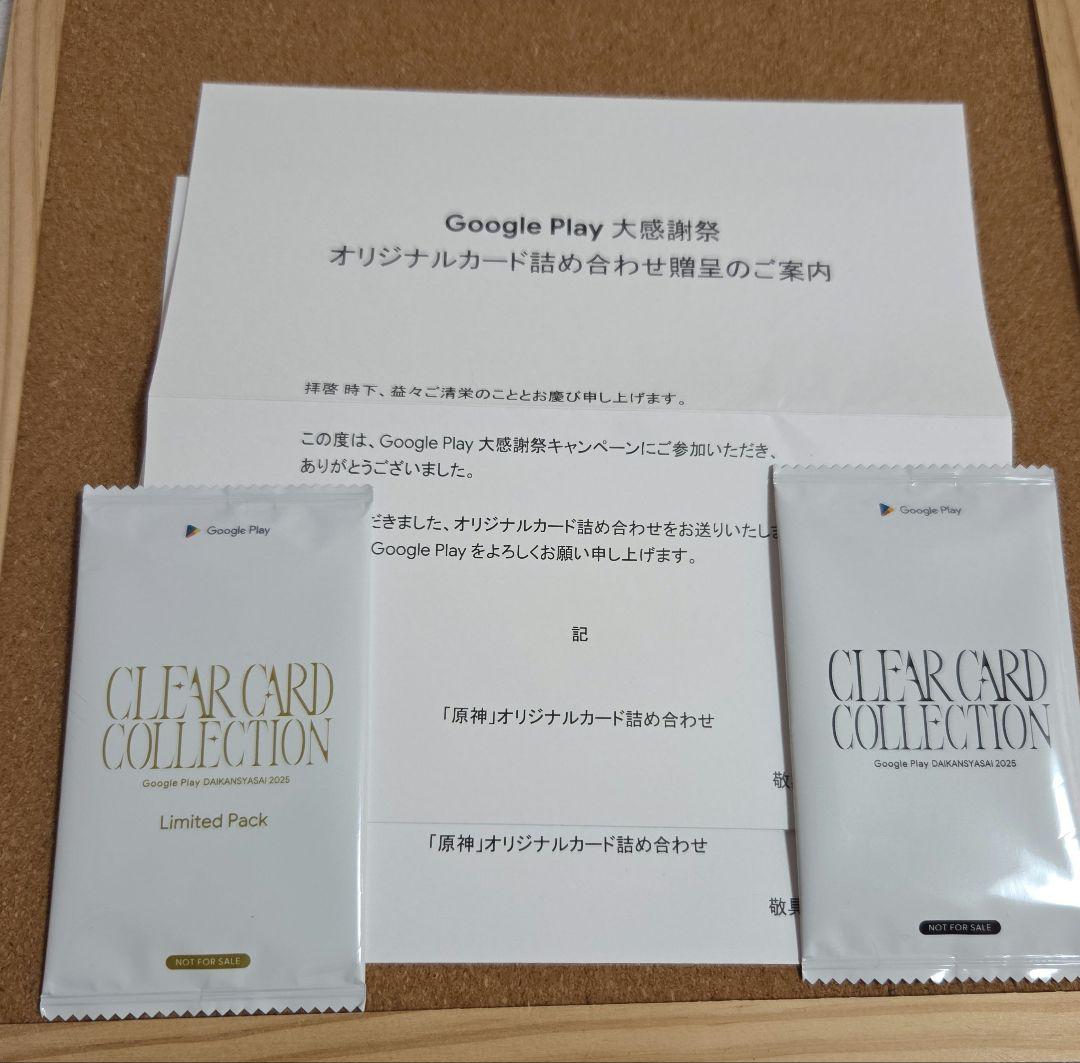 Google Play 大感謝祭
オリジナルカード詰め合わせ贈呈のご案内
拝啓 時下、益々ご清栄のこととお慶び申し上げます。
この度は、Google Play 大感謝祭キャンペーンにご参加いただき、
ありがとうございました。
だきました、オリジナルカード詰め合わせをお送りいたしま
Google Play をよろしくお願い申し上げます。
記
「原神」オリジナルカード詰め合わせ
敬具
「原神」オリジナルカード詰め合わせ
敬具
Google Play
CLEAR CARD
COLLECTION
Google Play DAIKANSYASAI 2025
Limited Pack
NOT FOR SALE
Google Play
CLEAR CARD
COLLECTION
Google Play DAIKANSYASAI 2025
NOT FOR SALE